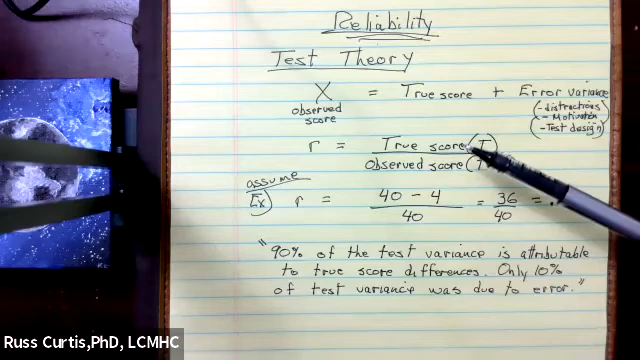 Reliability
Test Theory
X = True score + Error variance
observed score
(- distractions
- Motivation
- Test design)
r = True score (T)
Observed score (T
assume
Ex) r = 40 - 4 = 36 = .
40 40
"90% of the test variance is attributable
to true score differences. Only 10%
of test variance was due to error."
Russ Curtis,PhD, LCMHC